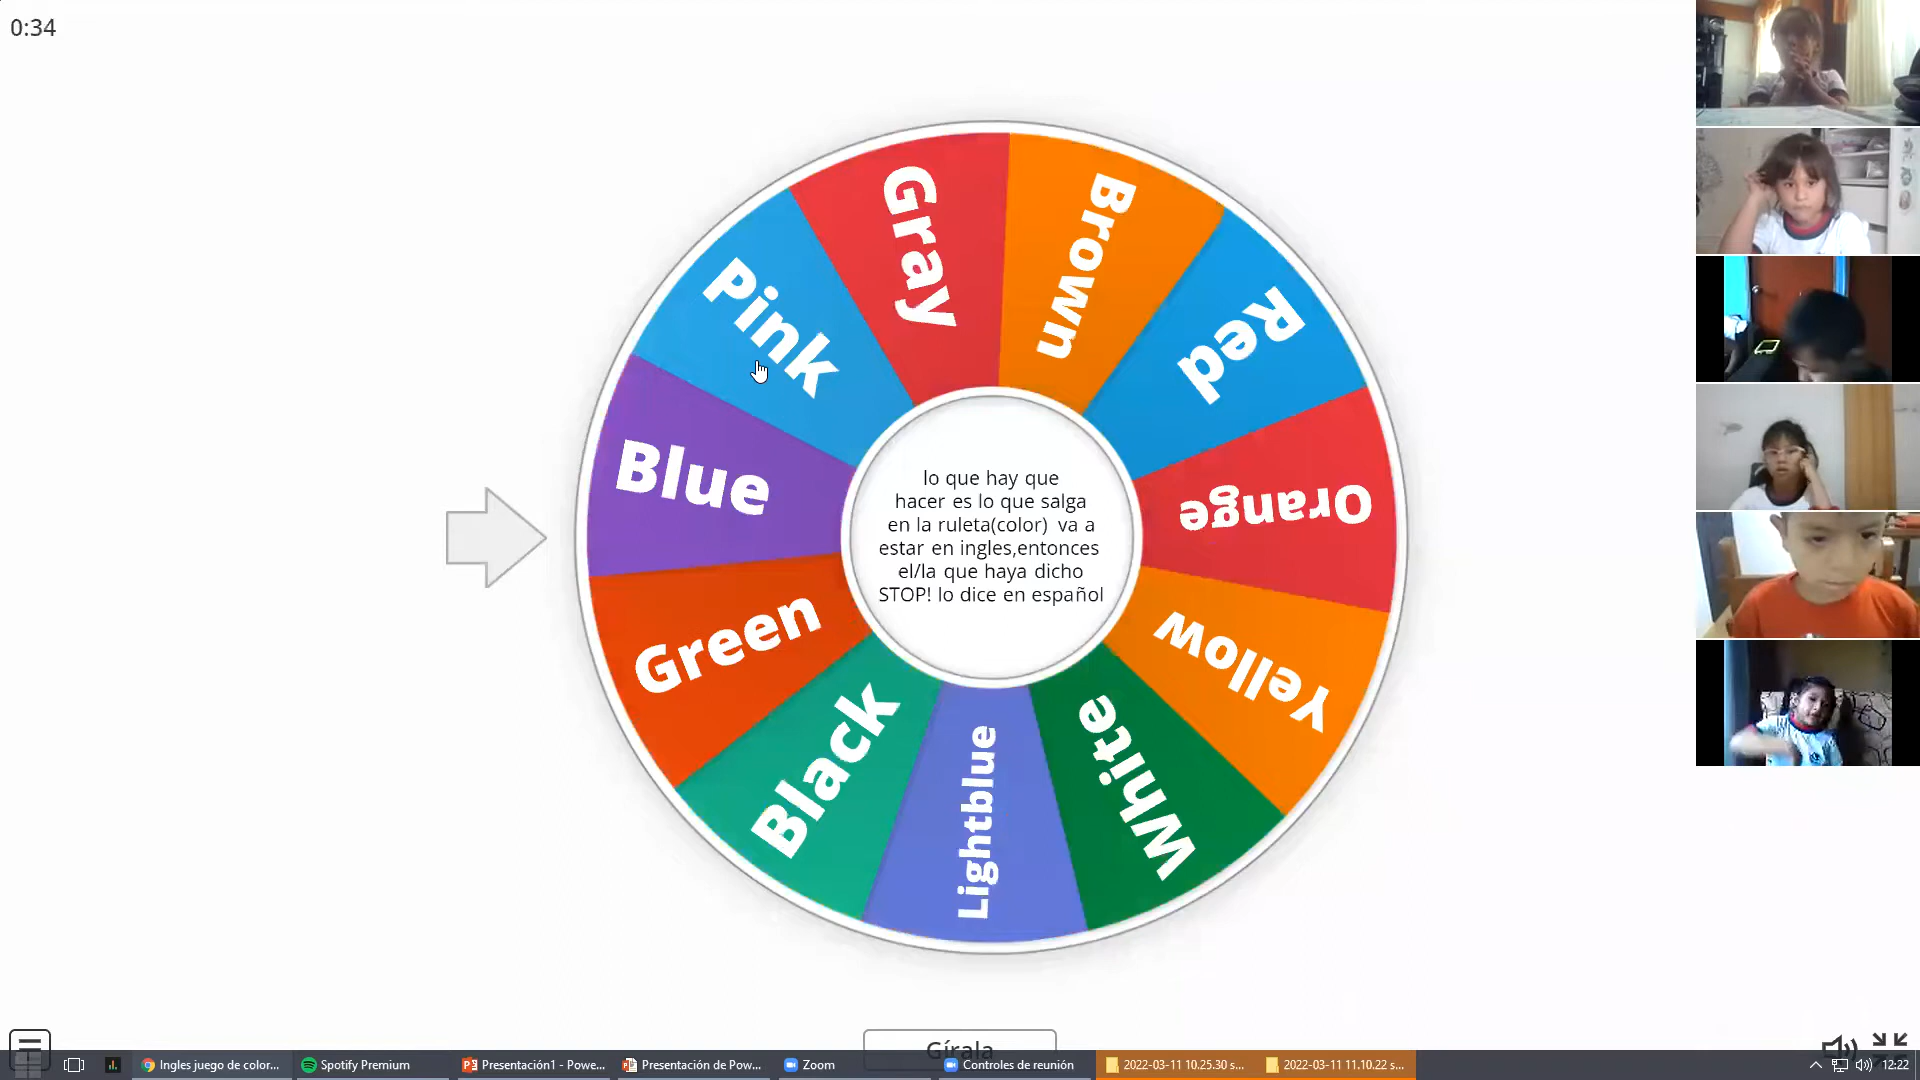 0:34
Gray
Brown
Pink
Red
Blue
Orange
Green
Yellow
Black
White
Lightblue
lo que hay que
hacer es lo que salga
en la ruleta(color) va a
estar en ingles,entonces
el/la que haya dicho
STOP! lo dice en español
Gírala
Ingles juego de color...
Spotify Premium
Presentación1 - Powe...
Presentación de Pow...
Zoom
Controles de reunión
2022-03-11 10.25.30 s...
2022-03-11 11.10.22 s...
12:22